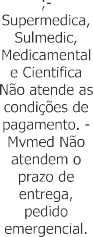 ;-
Supermedica,
Sulmedic,
Medicamental
e Cientifica
Não atende as
condições de
pagamento. -
Mvmed Não
atendem o
prazo de
entrega,
pedido
emergencial.